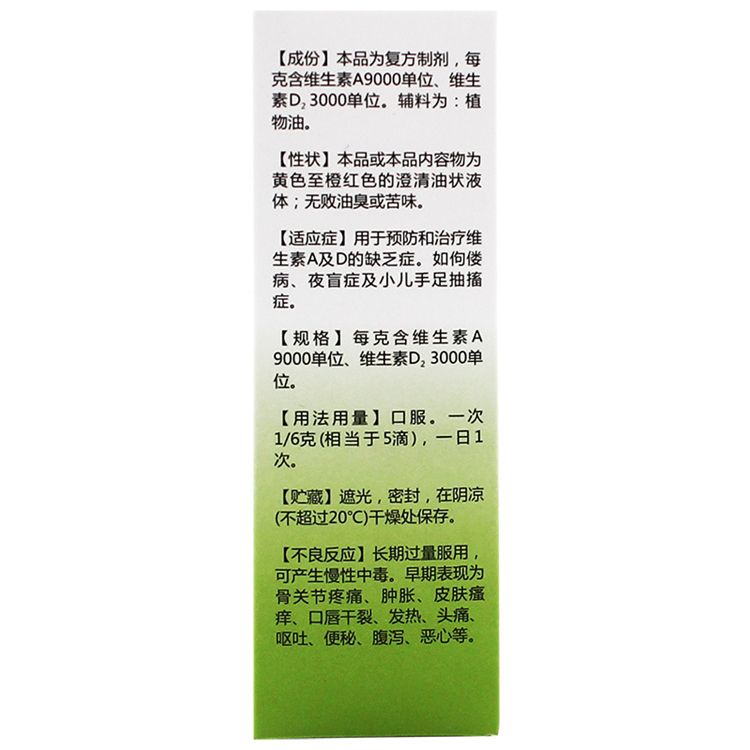 【成份】本品为复方制剂，每
克含维生素A9000单位、维生
素D₂ 3000单位。辅料为：植
物油。
【性状】本品或本品内容物为
黄色至橙红色的澄清油状液
体；无败油臭或苦味。
【适应症】用于预防和治疗维
生素A及D的缺乏症。如佝偻
病、夜盲症及小儿手足抽搐
症。
【规格】每克含维生素A
9000单位、维生素D₂ 3000单
位。
【用法用量】口服。一次
1/6克(相当于5滴)，一日1
次。
【贮藏】遮光，密封，在阴凉
(不超过20℃)干燥处保存。
【不良反应】长期过量服用，
可产生慢性中毒。早期表现为
骨关节疼痛、肿胀、皮肤瘙
痒、口唇干裂、发热、头痛、
呕吐、便秘、腹泻、恶心等。